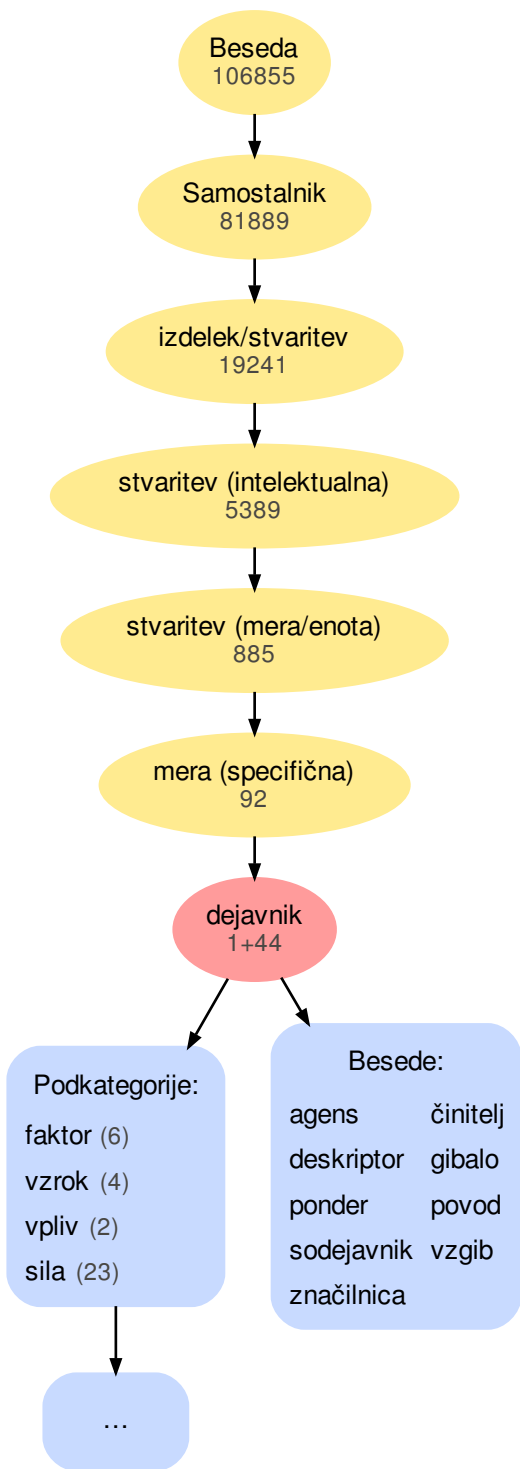 Beseda
106855
Samostalnik
81889
izdelek/stvaritev
19241
stvaritev (intelektualna)
5389
stvaritev (mera/enota)
885
mera (specifična)
92
dejavnik
1+44
Podkategorije:
faktor (6)
vzrok (4)
vpliv (2)
sila (23)
...
Besede:
agens činitelj
deskriptor gibalo
ponder povod
sodejavnik vzgib
značilnica